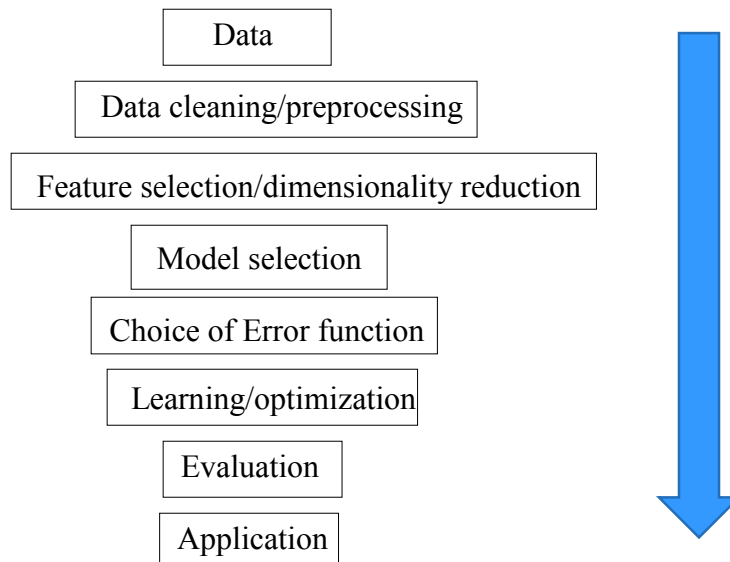 Data
Data cleaning/preprocessing
Feature selection/dimensionality reduction
Model selection
Choice of Error function
Learning/optimization
Evaluation
Application